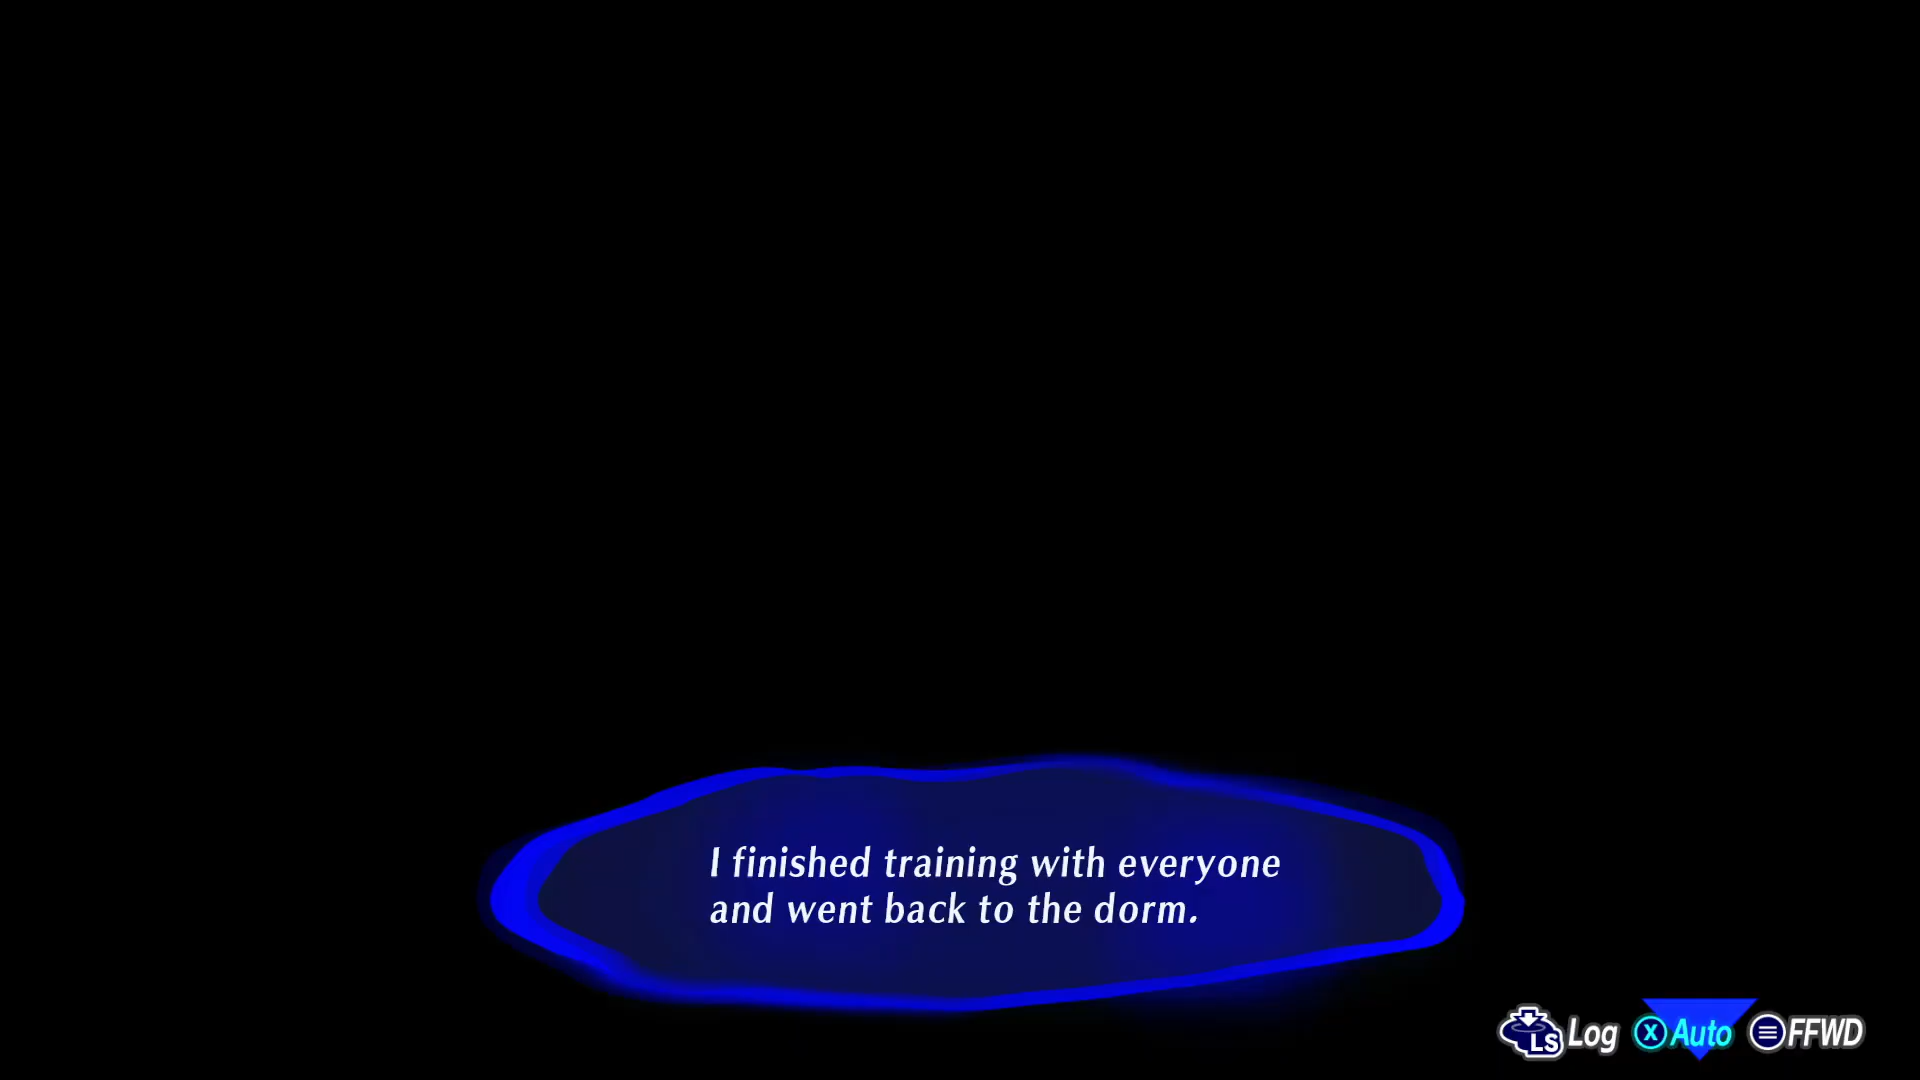 I finished training with everyone
and went back to the dorm.
LS Log X Auto FFWD